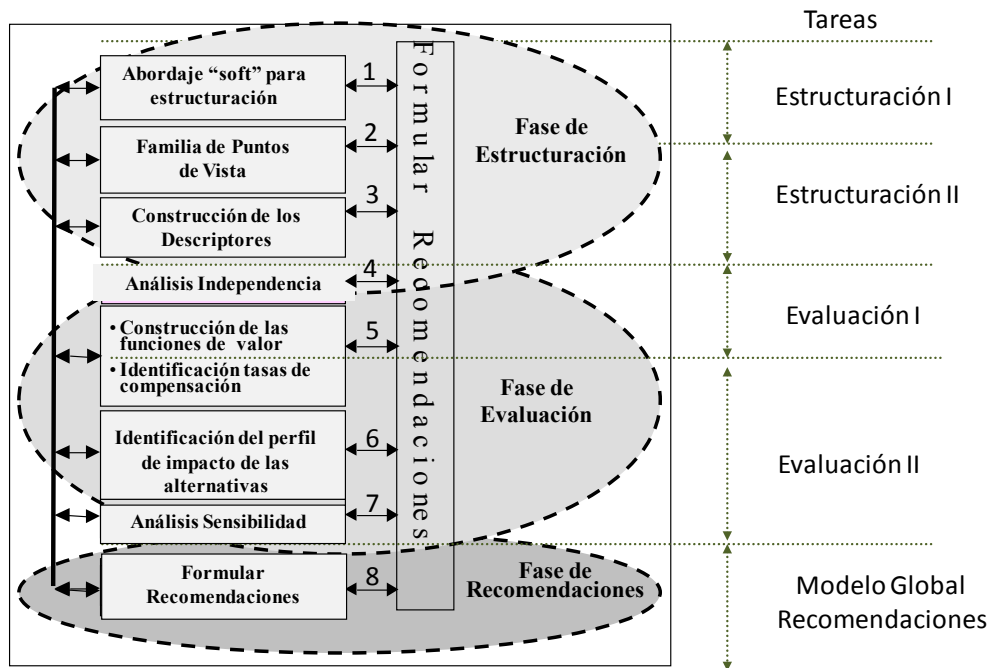 Tareas
Abordaje “soft” para
estructuración
1
Familia de Puntos
de Vista
2
Construcción de los
Descriptores
3
Análisis Independencia
4
• Construcción de las
funciones de valor
• Identificación tasas de
compensación
5
Identificación del perfil
de impacto de las
alternativas
6
Análisis Sensibilidad
7
Formular
Recomendaciones
8
Formular Redomendaciones
Fase de
Estructuración
Fase de
Evaluación
Fase de
Recomendaciones
Estructuración I
Estructuración II
Evaluación I
Evaluación II
Modelo Global
Recomendaciones